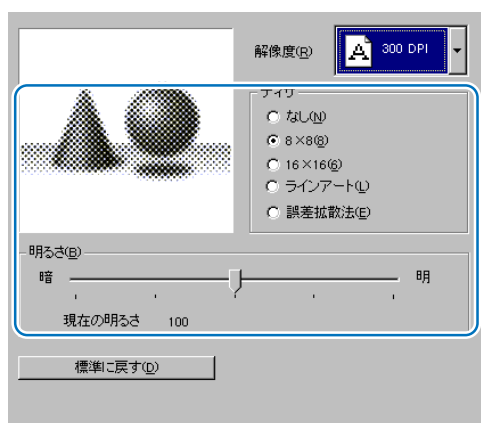 解像度(R)
300 DPI
ディザ
なし(N)
8×8(8)
16×16(6)
ラインアート(L)
誤差拡散法(E)
明るさ(B)
暗
明
現在の明るさ 100
標準に戻す(D)